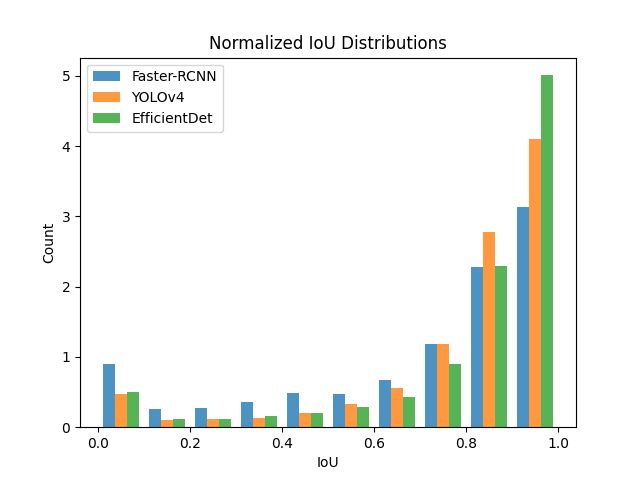 Normalized IoU Distributions
Faster-RCNN
YOLOv4
EfficientDet
Count
5
4
3
2
1
0
0.0 0.2 0.4 0.6 0.8 1.0
IoU